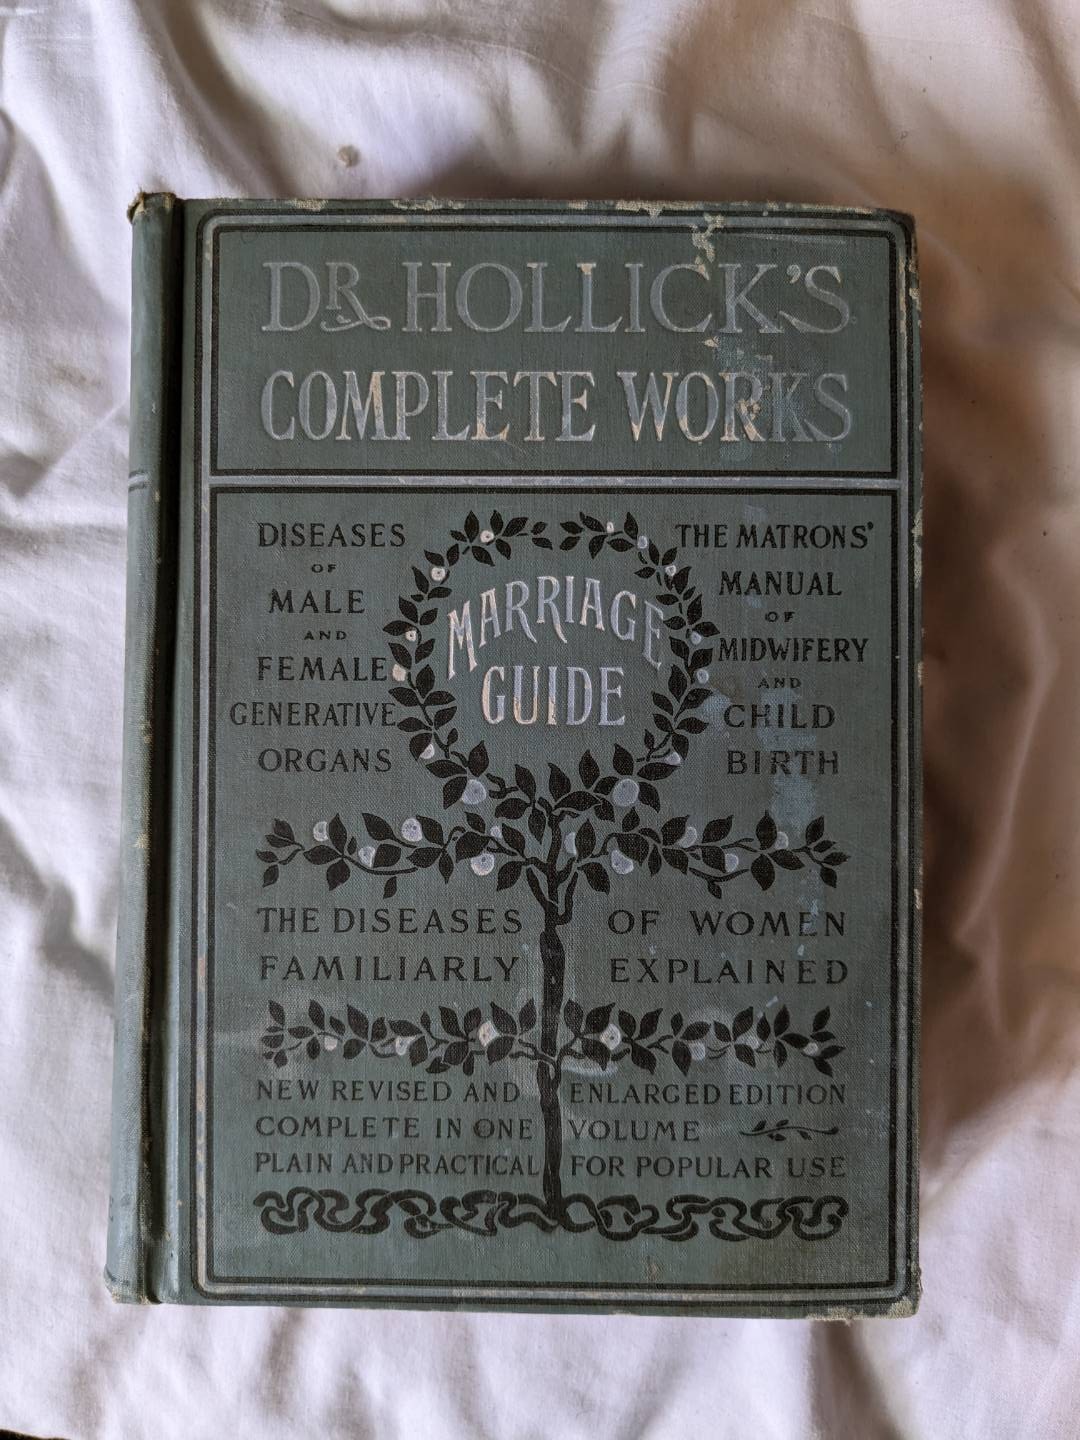 DR HOLLICK'S
COMPLETE WORKS
DISEASES
OF
MALE
AND
FEMALE
GENERATIVE
ORGANS
MARRIAGE
GUIDE
THE MATRONS'
MANUAL
OF
MIDWIFERY
AND
CHILD
BIRTH
THE DISEASES OF WOMEN
FAMILIARLY EXPLAINED
NEW REVISED AND ENLARGED EDITION
COMPLETE IN ONE VOLUME
PLAIN AND PRACTICAL FOR POPULAR USE